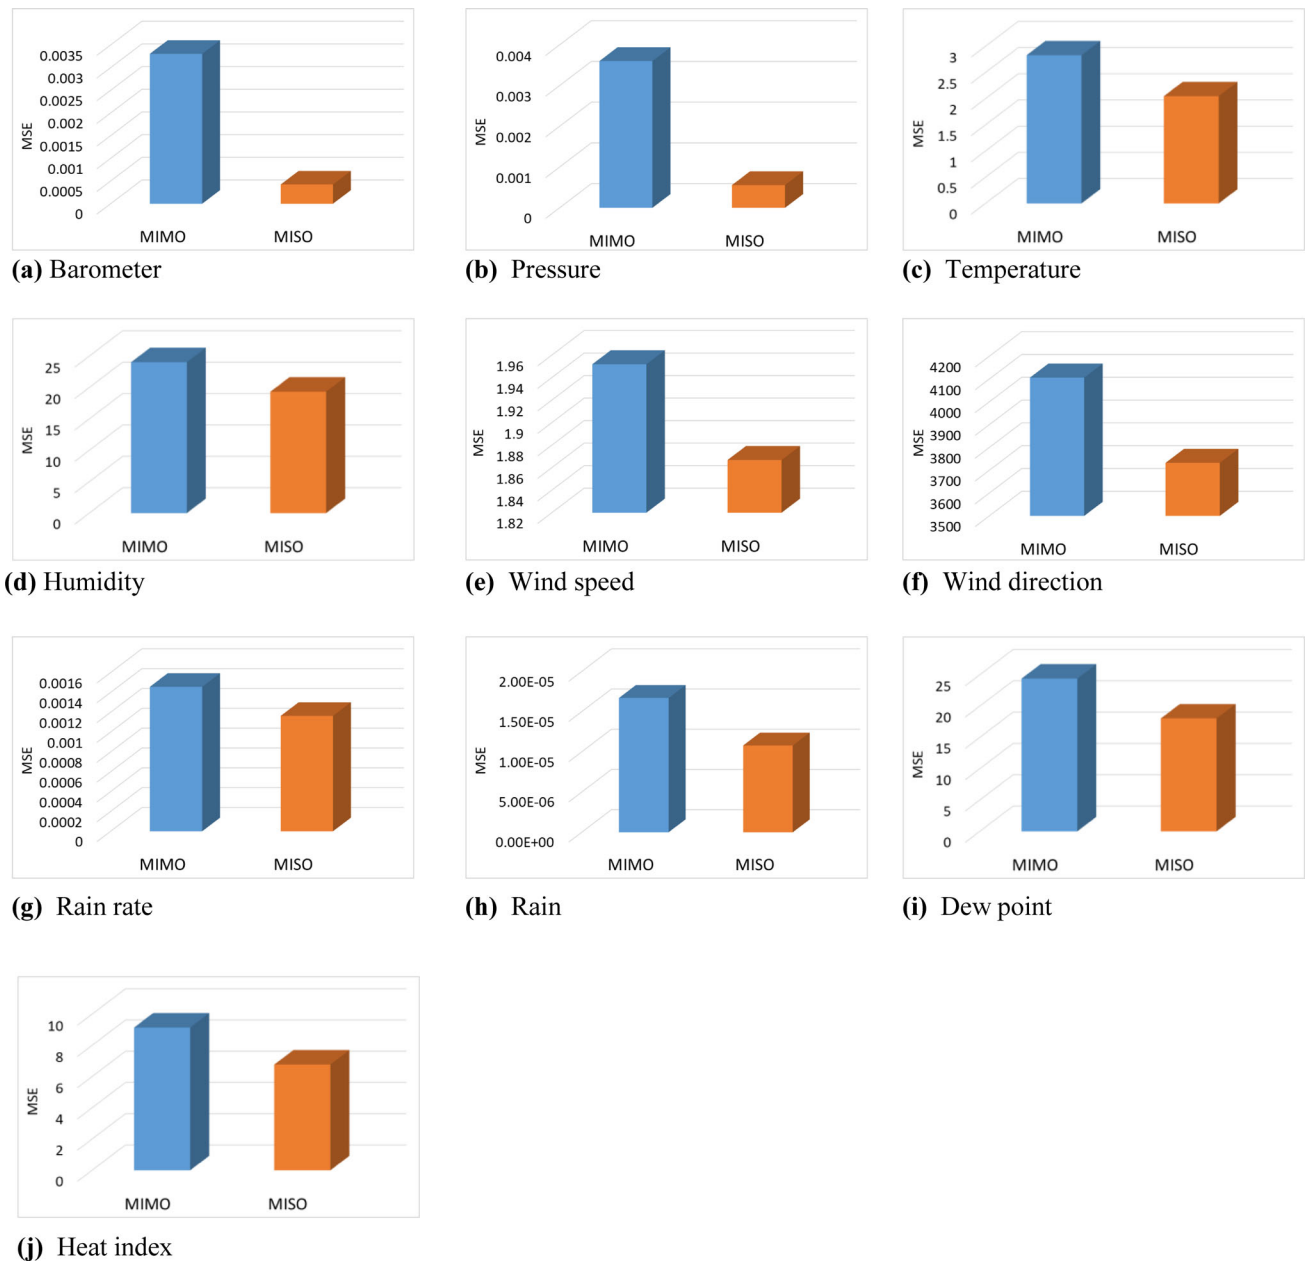 0.0035
0.003
0.0025
0.002
0.0015
0.001
0.0005
0
MSE
MIMO MISO
(a) Barometer
0.004
0.003
0.002
0.001
0
MSE
MIMO MISO
(b) Pressure
3
2.5
2
1.5
1
0.5
0
MSE
MIMO MISO
(c) Temperature
25
20
15
10
5
0
MSE
MIMO MISO
(d) Humidity
1.96
1.94
1.92
1.9
1.88
1.86
1.84
1.82
MSE
MIMO MISO
(e) Wind speed
4200
4100
4000
3900
3800
3700
3600
3500
MSE
MIMO MISO
(f) Wind direction
0.0016
0.0014
0.0012
0.001
0.0008
0.0006
0.0004
0.0002
0
MSE
MIMO MISO
(g) Rain rate
2.00E-05
1.50E-05
1.00E-05
5.00E-06
0.00E+00
MSE
MIMO MISO
(h) Rain
25
20
15
10
5
0
MSE
MIMO MISO
(i) Dew point
10
8
6
4
2
0
MSE
MIMO MISO
(j) Heat index